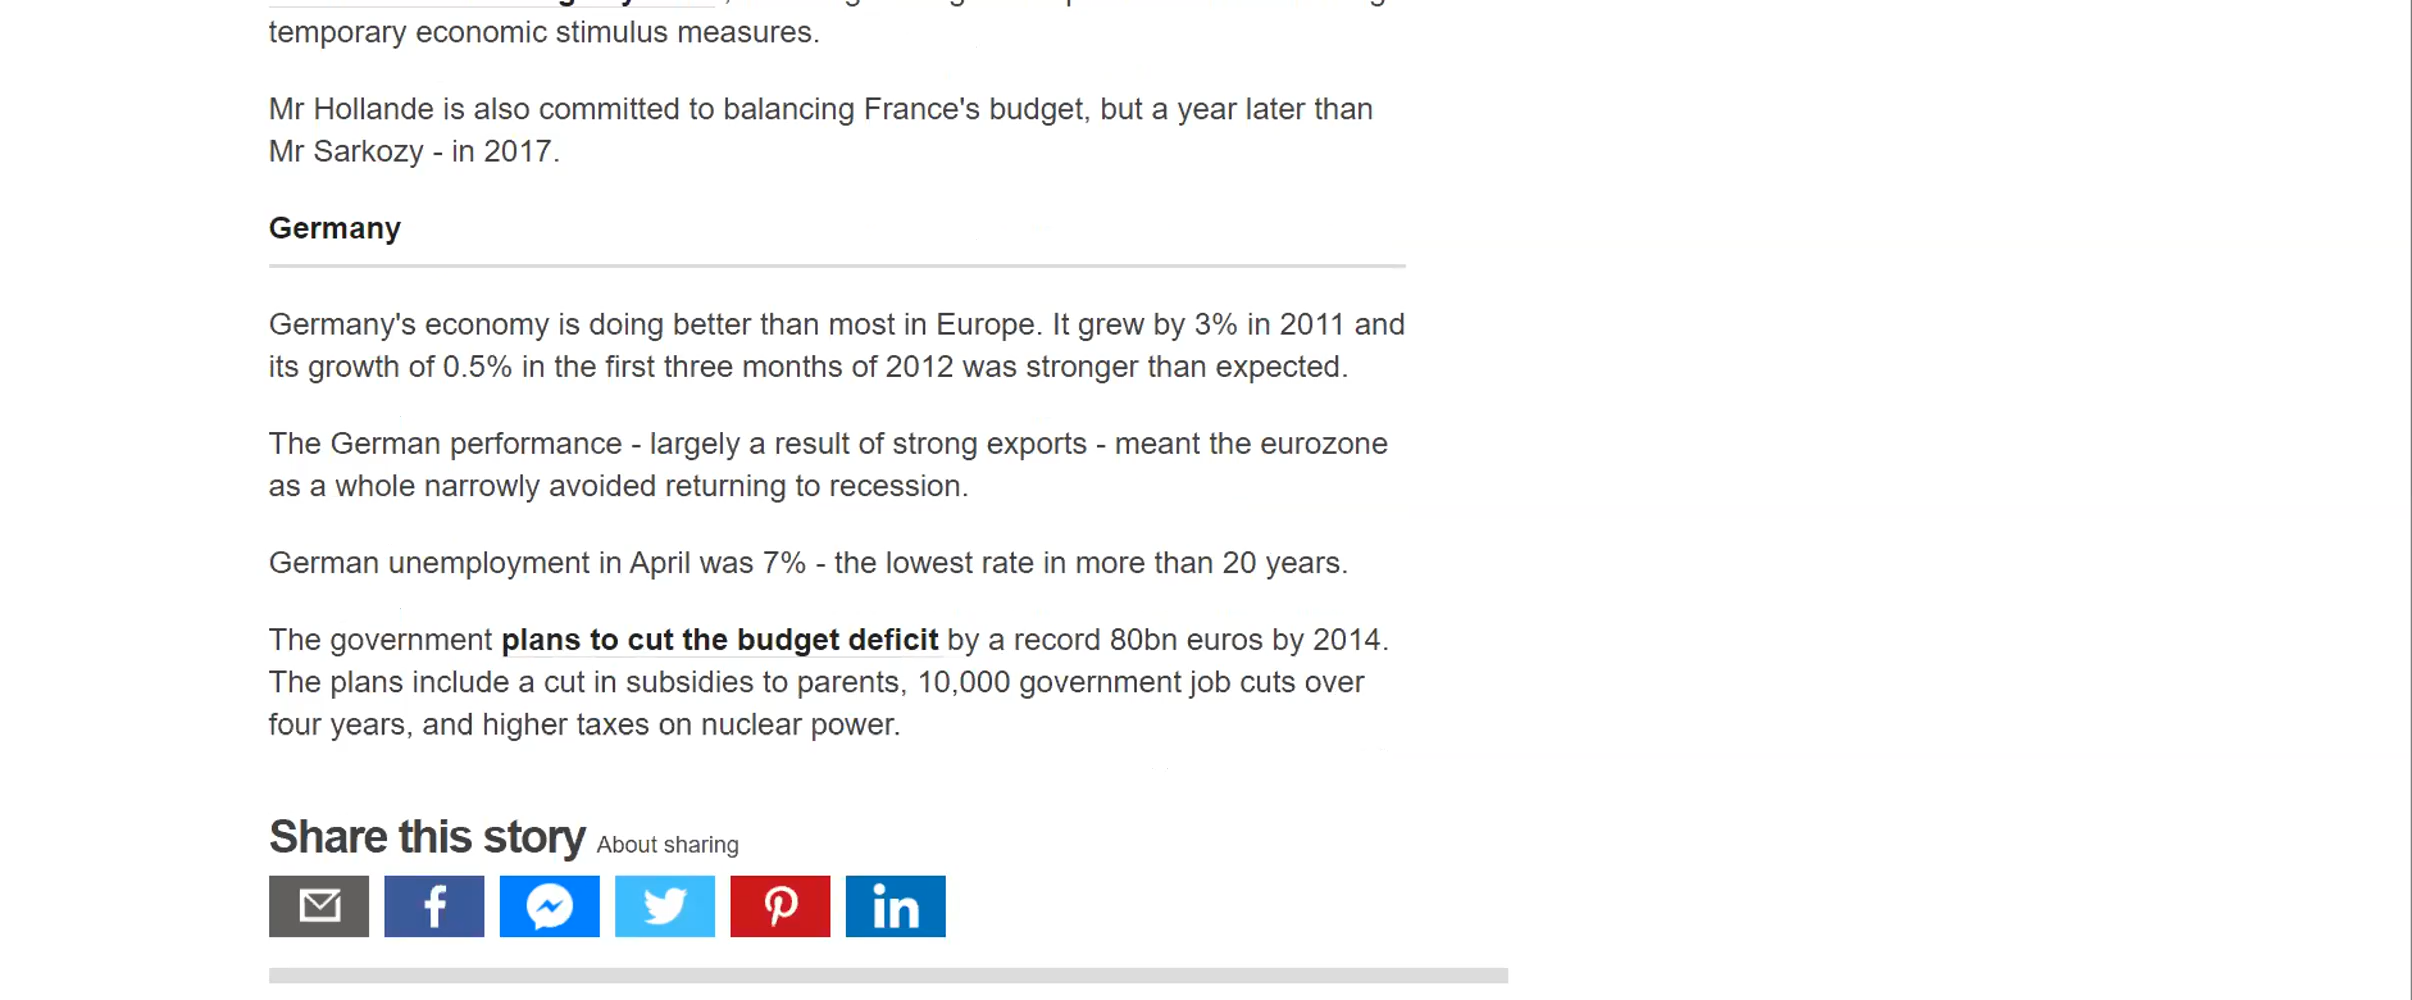 temporary economic stimulus measures.
Mr Hollande is also committed to balancing France's budget, but a year later than
Mr Sarkozy - in 2017.
Germany
Germany's economy is doing better than most in Europe. It grew by 3% in 2011 and
its growth of 0.5% in the first three months of 2012 was stronger than expected.
The German performance - largely a result of strong exports - meant the eurozone
as a whole narrowly avoided returning to recession.
German unemployment in April was 7% - the lowest rate in more than 20 years.
The government plans to cut the budget deficit by a record 80bn euros by 2014.
The plans include a cut in subsidies to parents, 10,000 government job cuts over
four years, and higher taxes on nuclear power.
Share this story About sharing